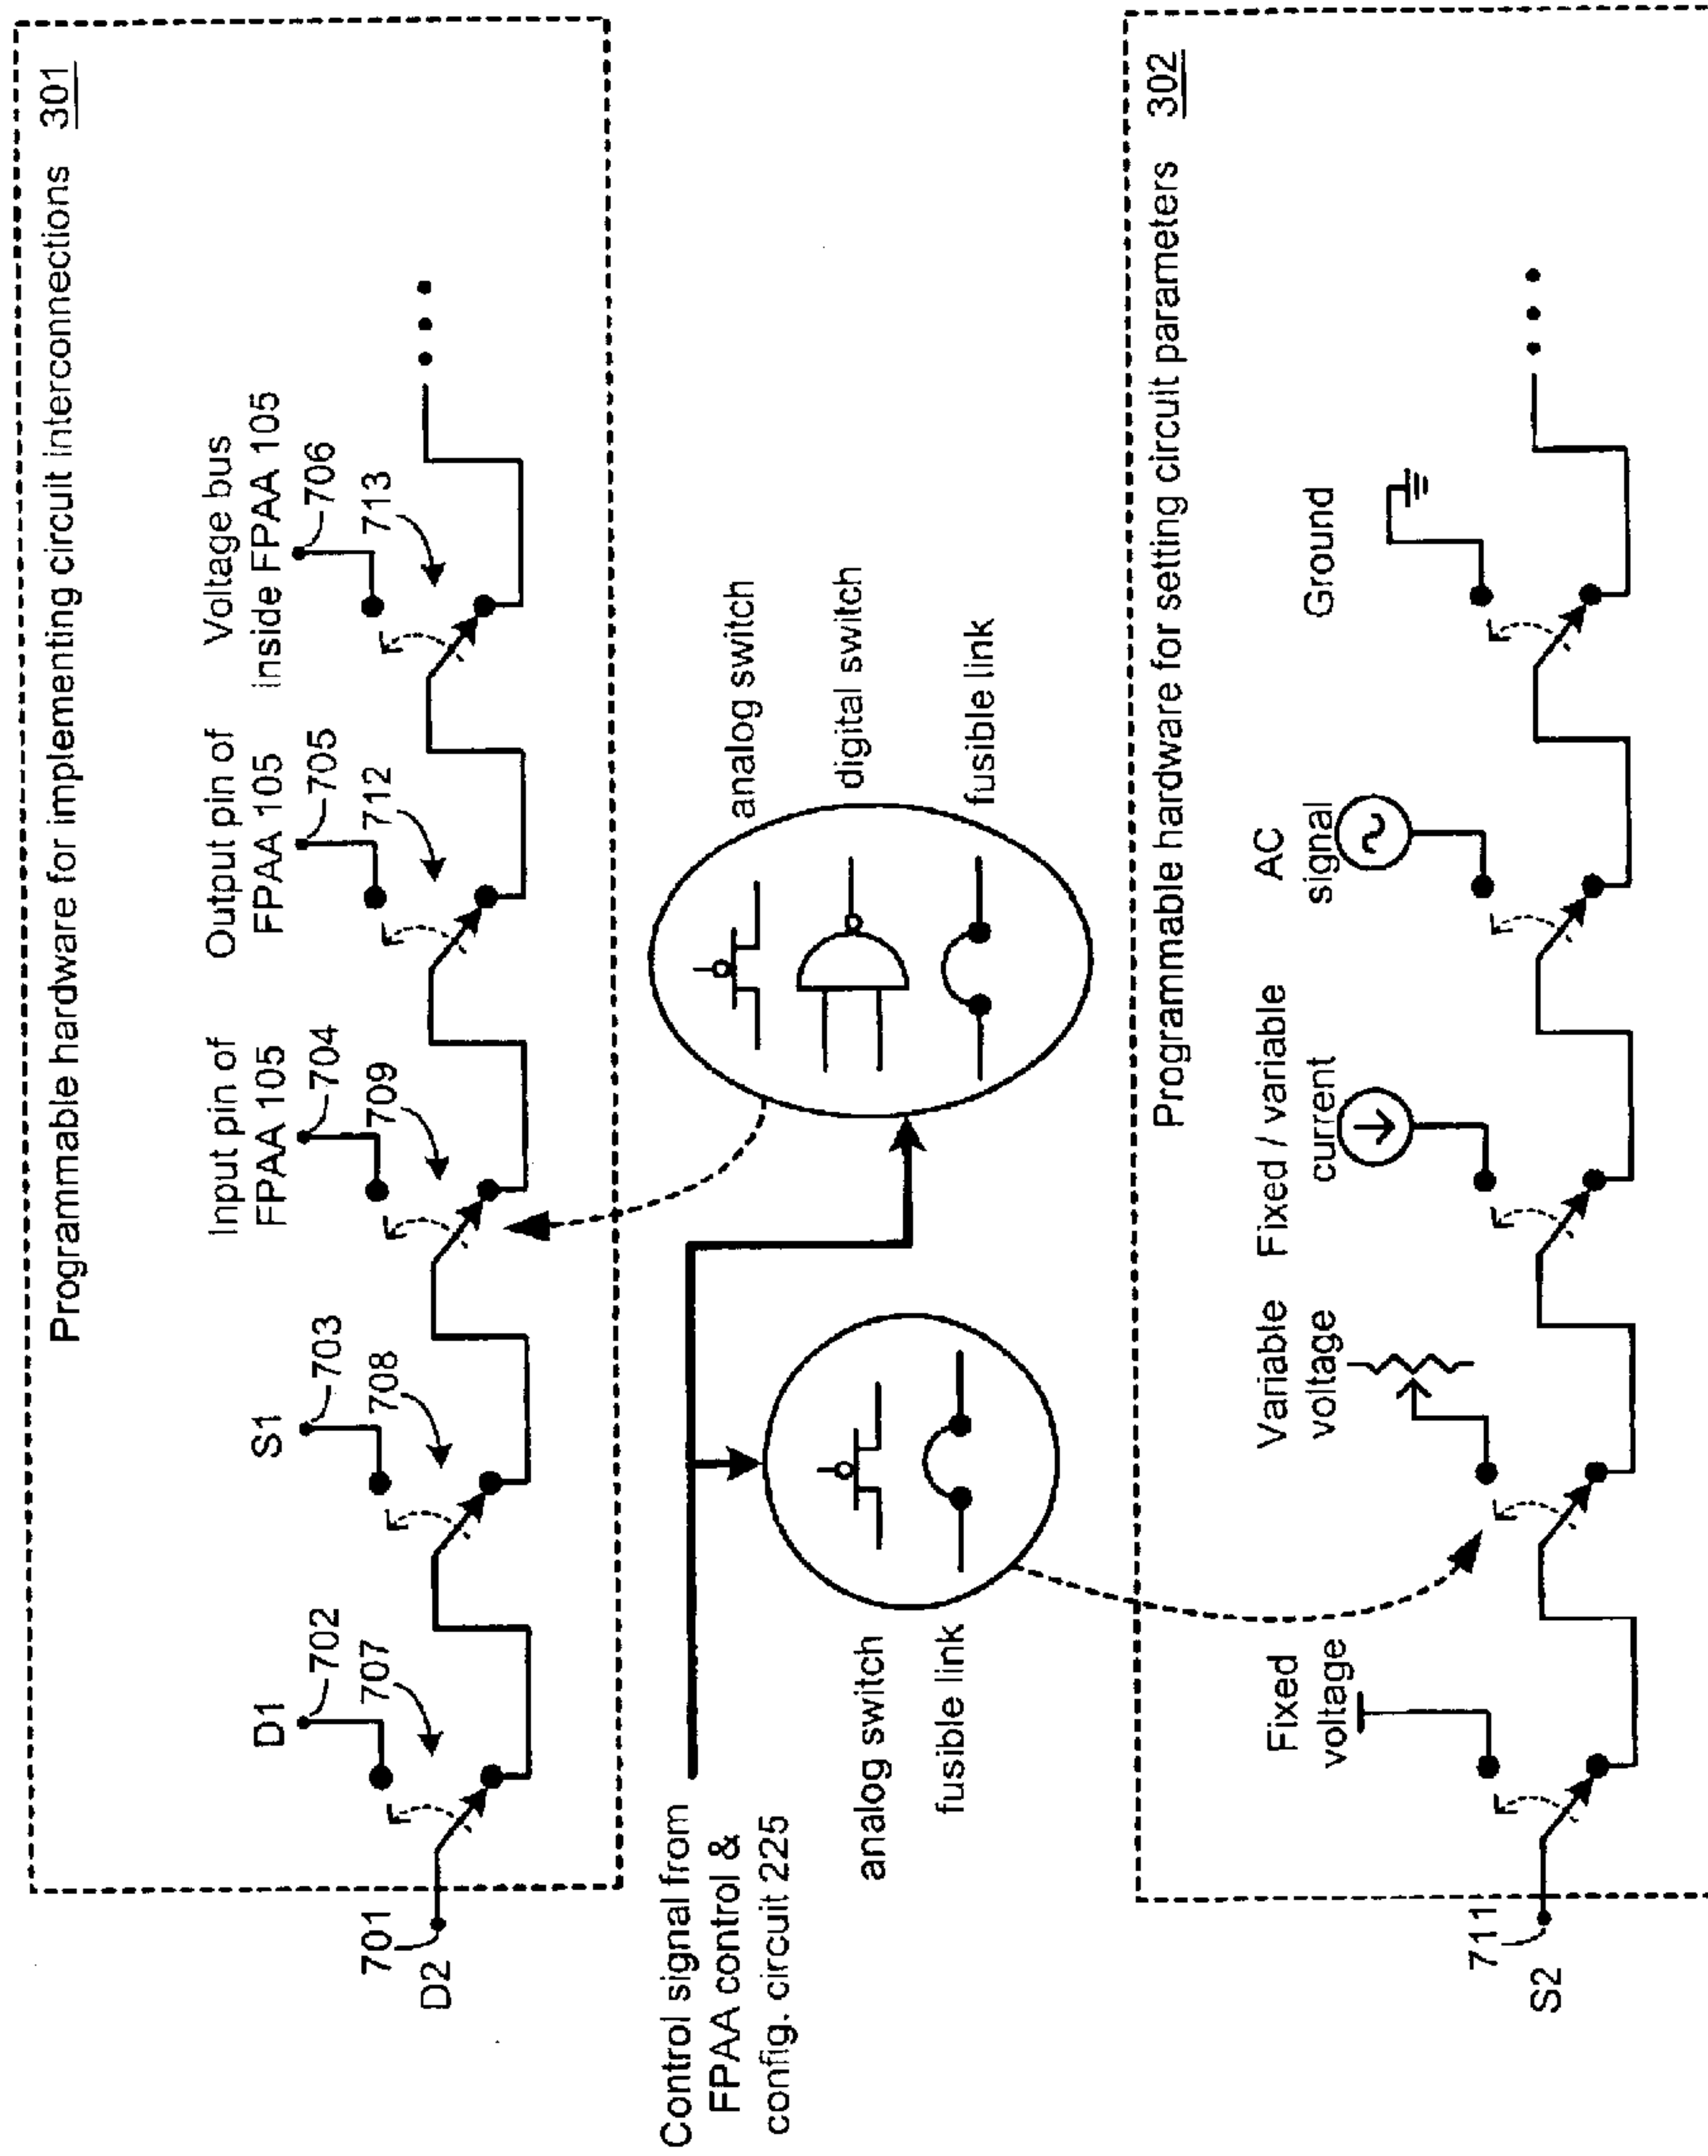 Programmable hardware for implementing circuit interconnections 301
D1
702
707
S1
703
708
Input pin of
FPAA 105
704
709
Output pin of
FPAA 105
705
712
Voltage bus
inside FPAA 105
706
713
701
D2
Control signal from
FPAA control &
config. circuit 225
analog switch
fusible link
analog switch
digital switch
fusible link
Programmable hardware for setting circuit parameters 302
Fixed
voltage
Variable
voltage
Fixed / variable
current
AC
signal
Ground
711
S2